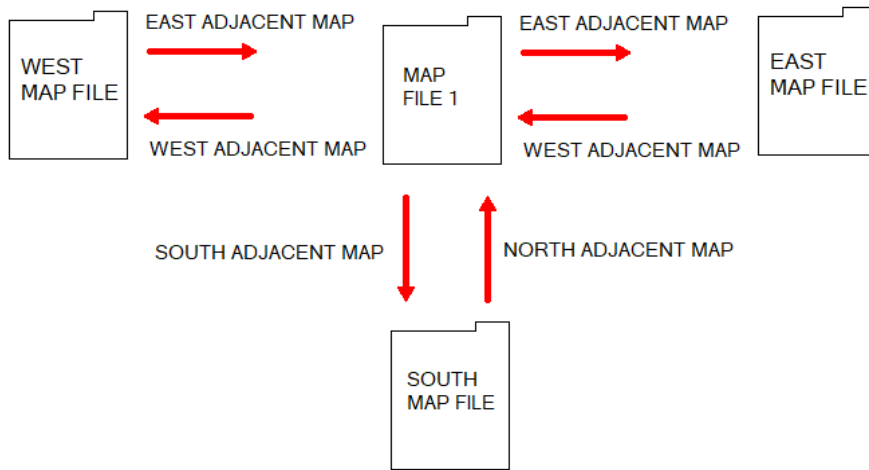 EAST ADJACENT MAP
EAST ADJACENT MAP
WEST
MAP FILE
MAP
FILE 1
EAST
MAP FILE
WEST ADJACENT MAP
WEST ADJACENT MAP
SOUTH ADJACENT MAP
NORTH ADJACENT MAP
SOUTH
MAP FILE